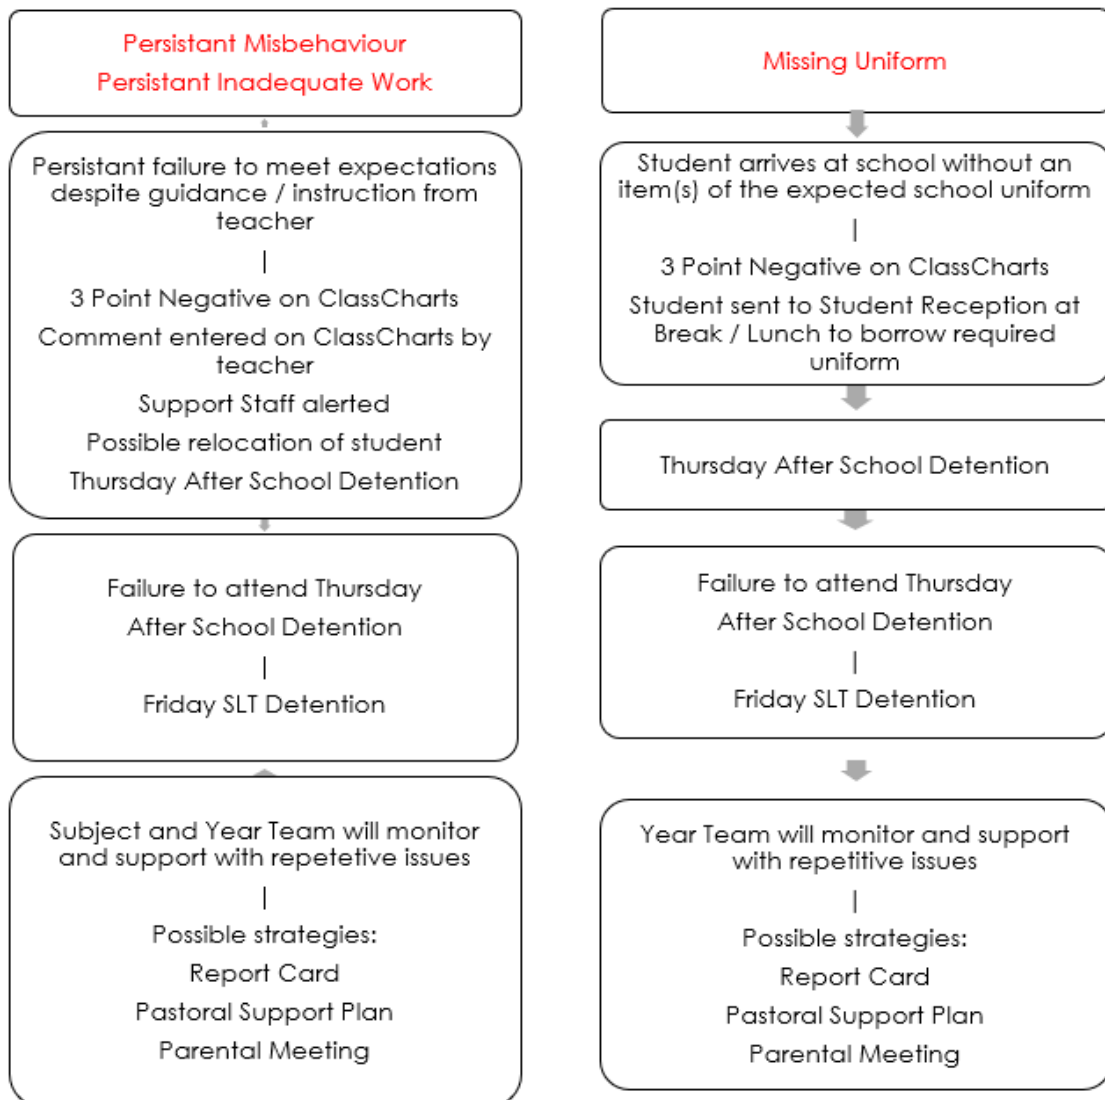 Persistant Misbehaviour
Persistant Inadequate Work
Persistant failure to meet expectations
despite guidance / instruction from
teacher
|
3 Point Negative on ClassCharts
Comment entered on ClassCharts by
teacher
Support Staff alerted
Possible relocation of student
Thursday After School Detention
Failure to attend Thursday
After School Detention
|
Friday SLT Detention
Subject and Year Team will monitor
and support with repetetive issues
|
Possible strategies:
Report Card
Pastoral Support Plan
Parental Meeting
Missing Uniform
Student arrives at school without an
item(s) of the expected school uniform
|
3 Point Negative on ClassCharts
Student sent to Student Reception at
Break / Lunch to borrow required
uniform
Thursday After School Detention
Failure to attend Thursday
After School Detention
|
Friday SLT Detention
Year Team will monitor and support
with repetitive issues
|
Possible strategies:
Report Card
Pastoral Support Plan
Parental Meeting